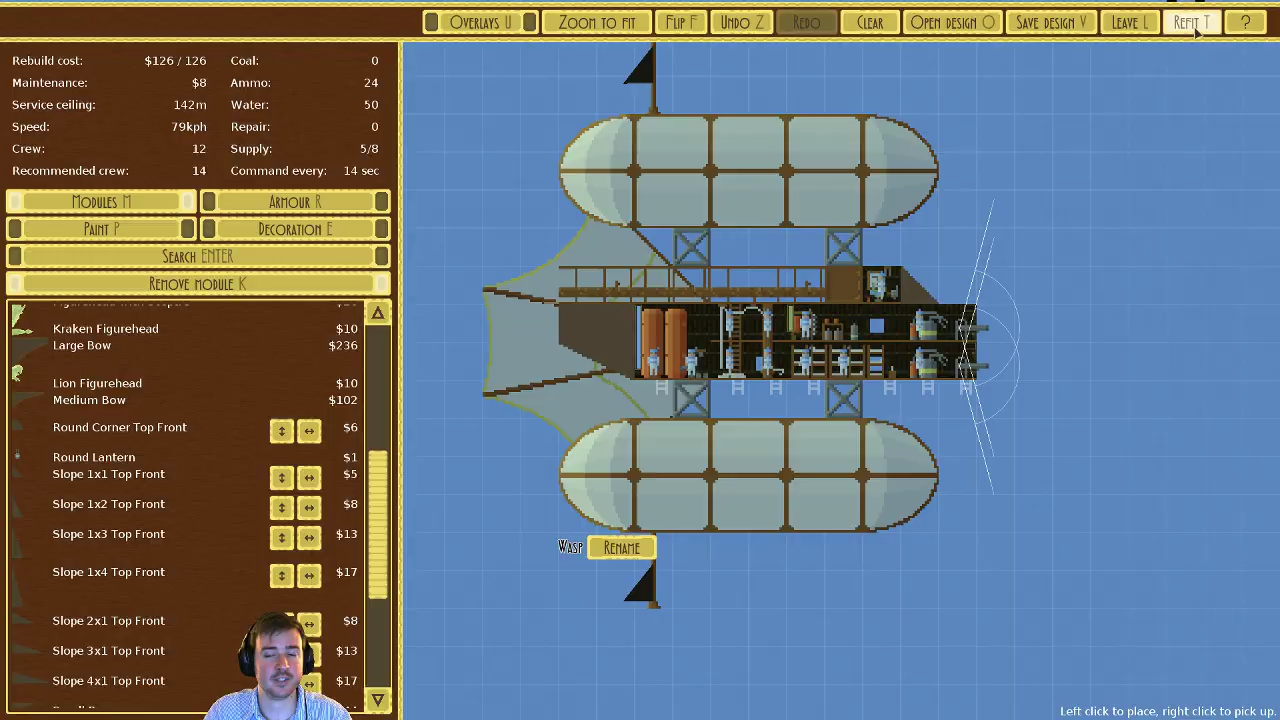 Overlays U
Zoom to fit
Flip F
Undo Z
Redo
Clear
Open design O
Save design V
Leave L
Refit T
?
Rebuild cost: $126 / 126
Coal: 0
Maintenance: $8
Ammo: 24
Service ceiling: 142m
Water: 50
Speed: 79kph
Repair: 0
Crew: 12
Supply: 5/8
Recommended crew: 14
Command every: 14 sec
Modules M
Armour R
Paint P
Decoration E
Search ENTER
Remove module K
Kraken Figurehead $10
Large Bow $236
Lion Figurehead $10
Medium Bow $102
Round Corner Top Front $6
Round Lantern $1
Slope 1x1 Top Front $5
Slope 1x2 Top Front $8
Slope 1x3 Top Front $13
Slope 1x4 Top Front $17
Slope 2x1 Top Front $8
Slope 3x1 Top Front $13
Slope 4x1 Top Front $17
Wasp
Rename
Left click to place, right click to pick up.